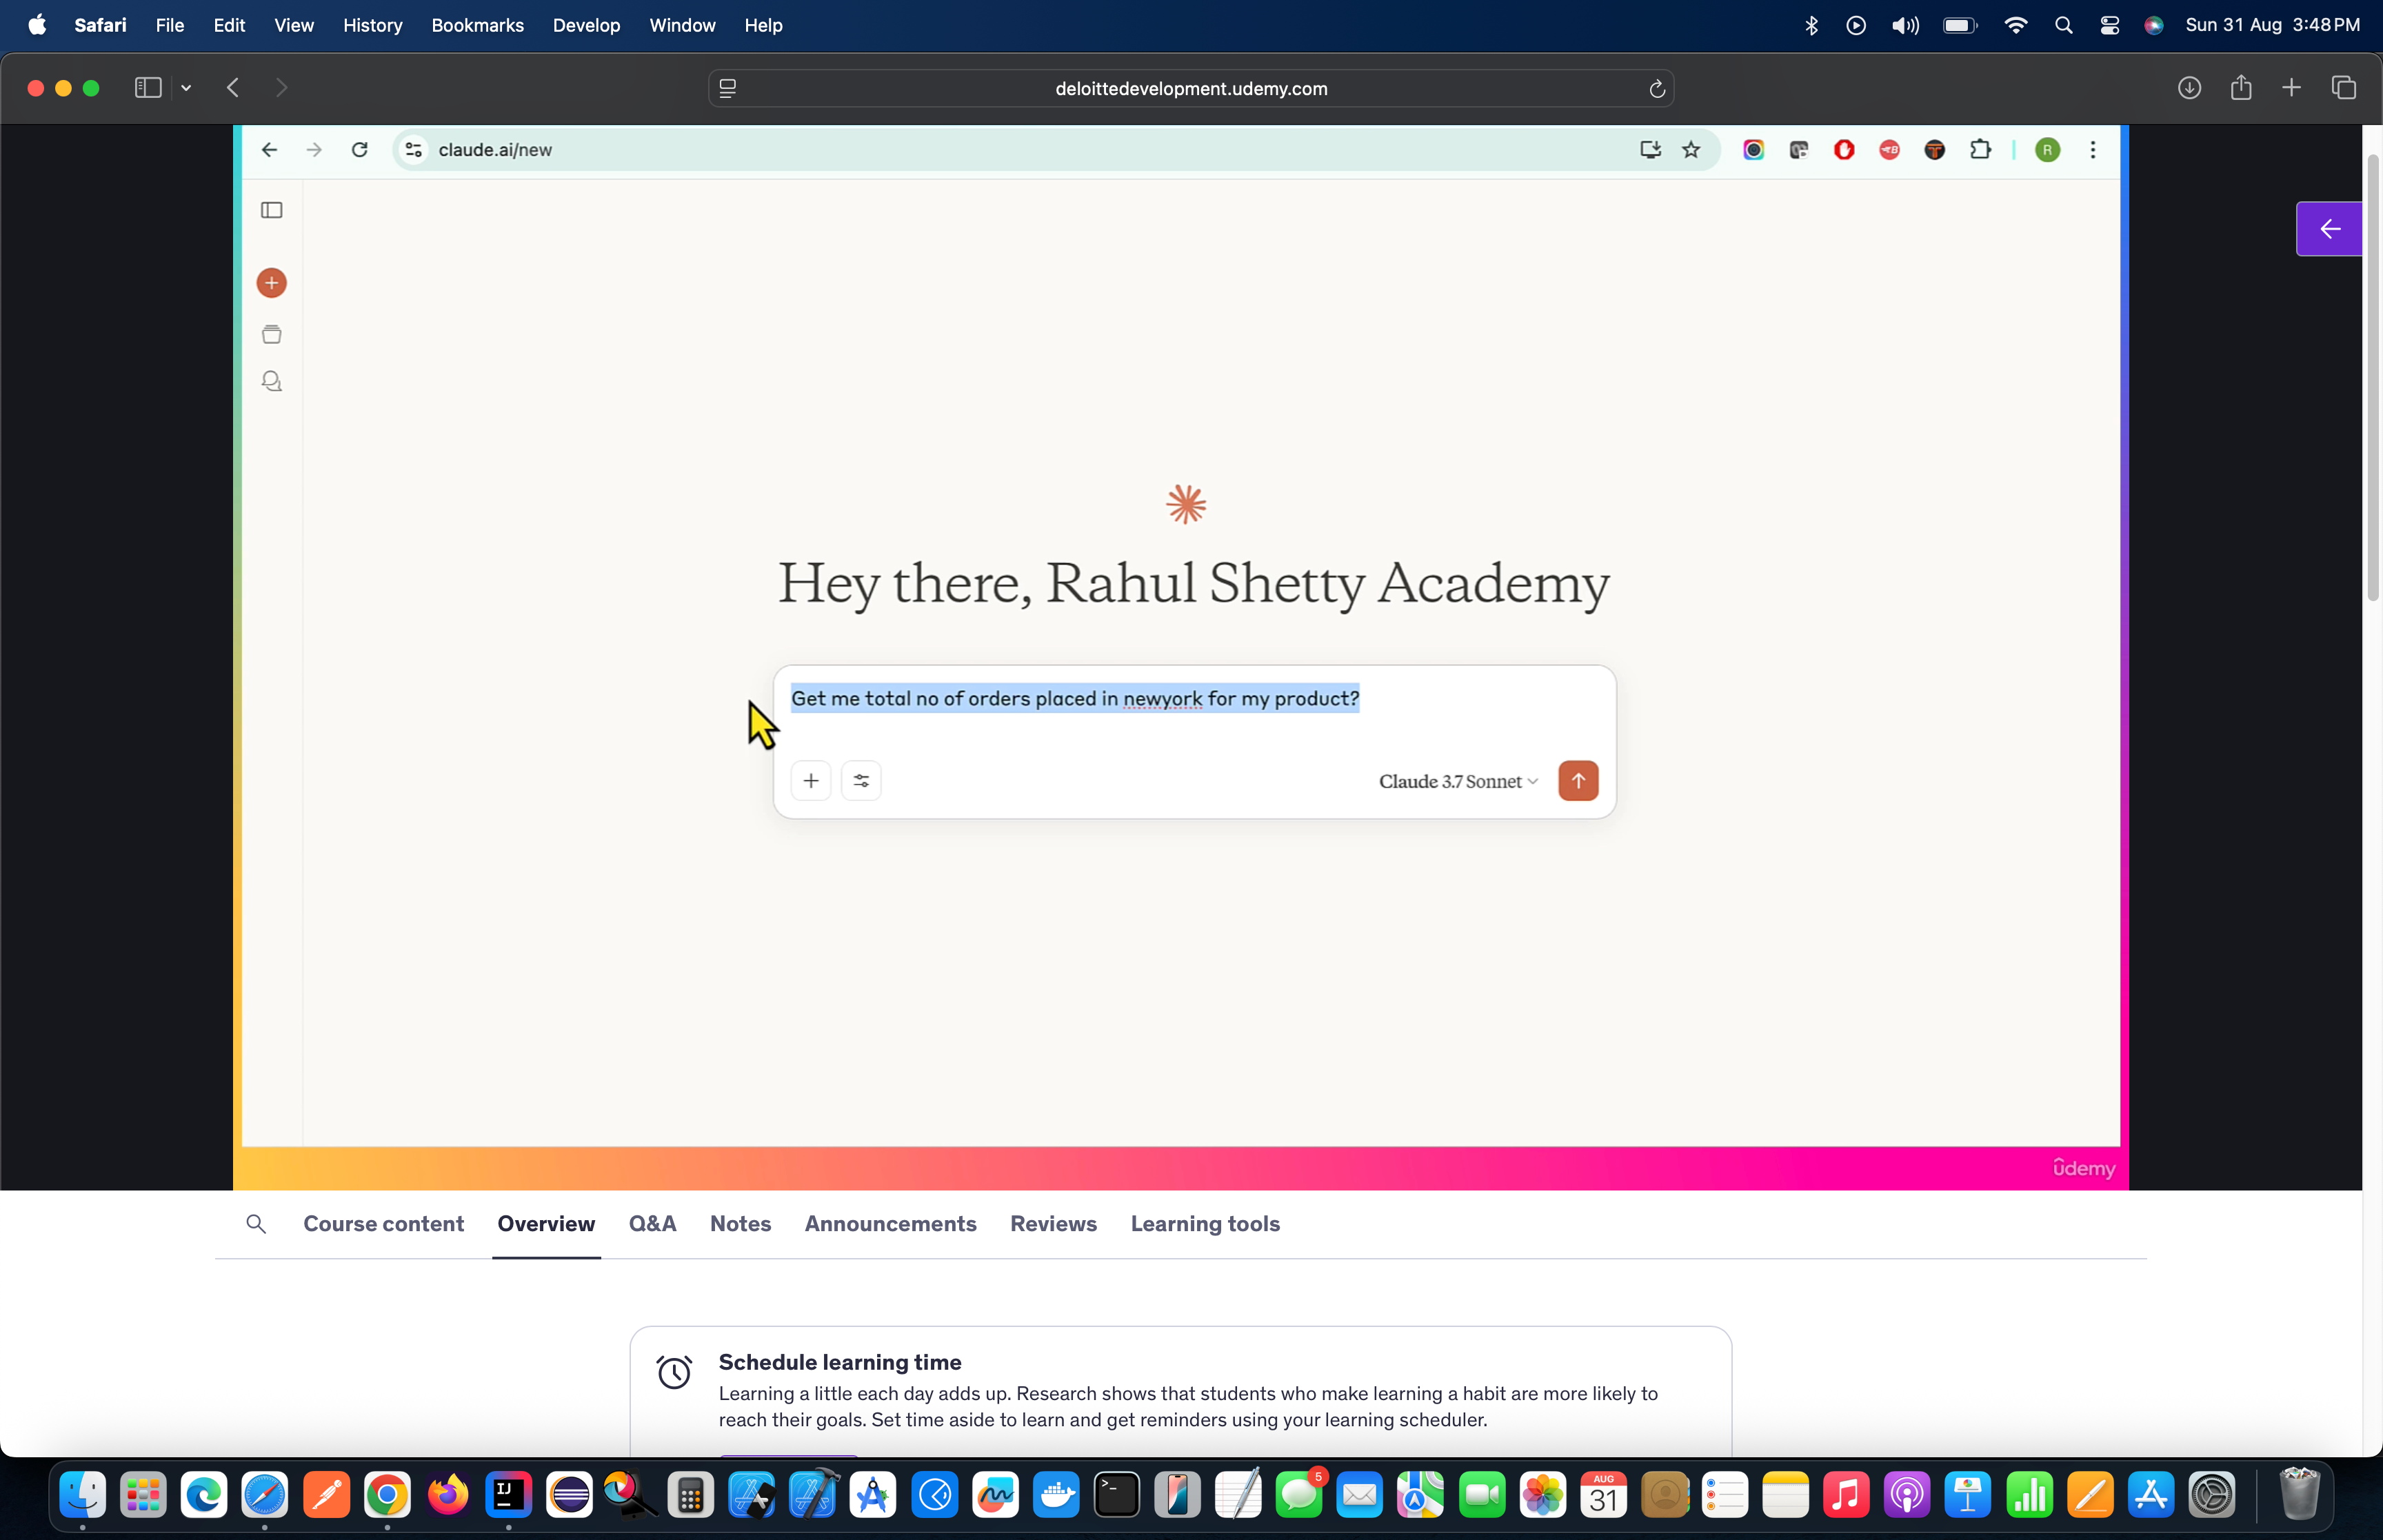 Safari File Edit View History Bookmarks Develop Window Help Sun 31 Aug 3:48 PM
deloittedevelopment.udemy.com
claude.ai/new
R
Hey there, Rahul Shetty Academy
Get me total no of orders placed in newyork for my product?
Claude 3.7 Sonnet
ûdemy
Course content Overview Q&A Notes Announcements Reviews Learning tools
Schedule learning time
Learning a little each day adds up. Research shows that students who make learning a habit are more likely to
reach their goals. Set time aside to learn and get reminders using your learning scheduler.
IJ
>_
5
AUG
31